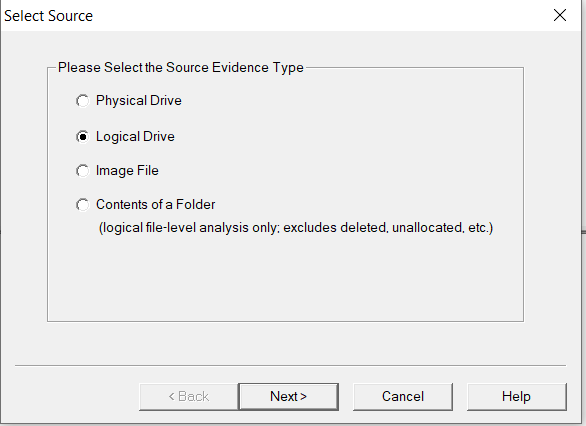 Select Source
Please Select the Source Evidence Type
Physical Drive
Logical Drive
Image File
Contents of a Folder
(logical file-level analysis only; excludes deleted, unallocated, etc.)
< Back
Next >
Cancel
Help